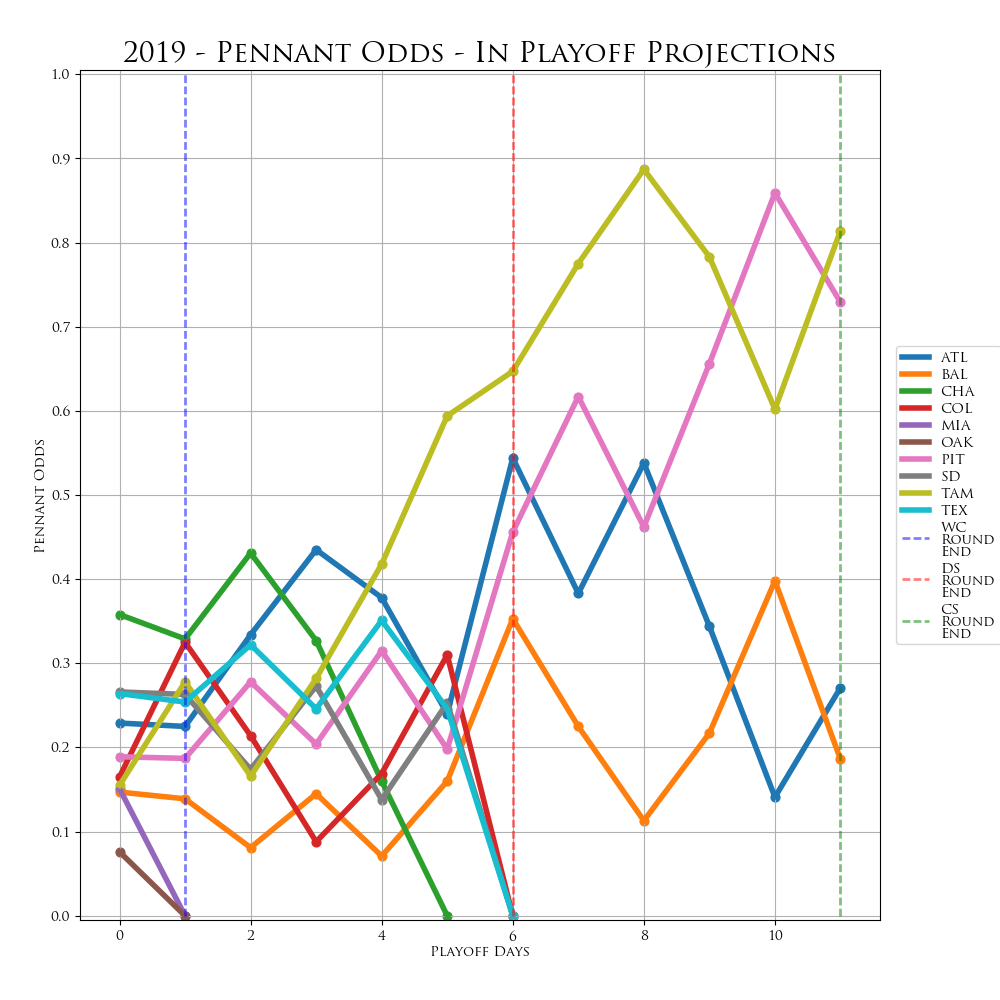 2019 - Pennant Odds - In Playoff Projections
1.0
0.9
0.8
0.7
0.6
0.5
0.4
0.3
0.2
0.1
0.0
Pennant Odds
0
2
4
6
8
10
Playoff Days
ATL
BAL
CHA
COL
MIA
OAK
PIT
SD
TAM
TEX
WC
ROUND
END
DS
ROUND
END
CS
ROUND
END